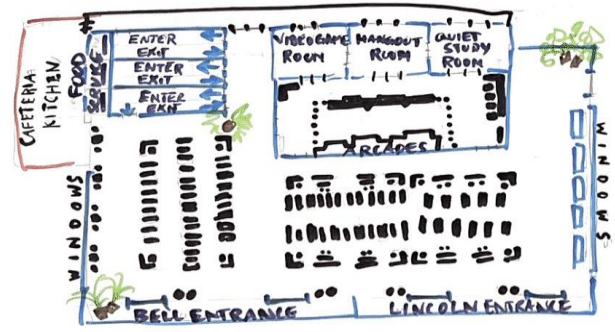 CAFETERIA
KITCHEN
FOOD
SERVICE
ENTER
EXIT
ENTER
EXIT
ENTER
EXIT
VIDEOGAME
ROOM
HANGOUT
ROOM
QUIET
STUDY
ROOM
ARCADES
WINDOWS
WINDOWS
BELL ENTRANCE
LINCOLN ENTRANCE